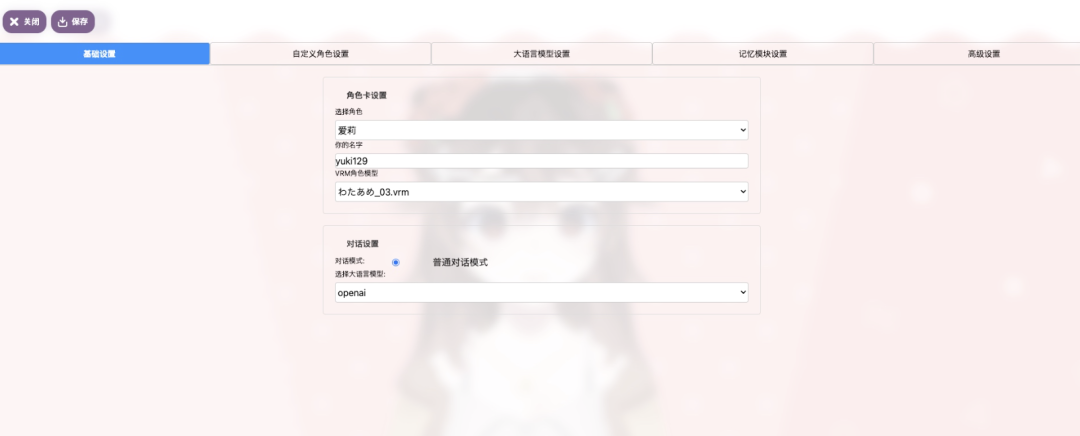 关闭 保存
基础设置 自定义角色设置 大语言模型设置 记忆模块设置 高级设置
角色卡设置
选择角色
爱莉
你的名字
yuki129
VRM角色模型
わたあめ_03.vrm
对话设置
对话模式: 普通对话模式
选择大语言模型:
openai